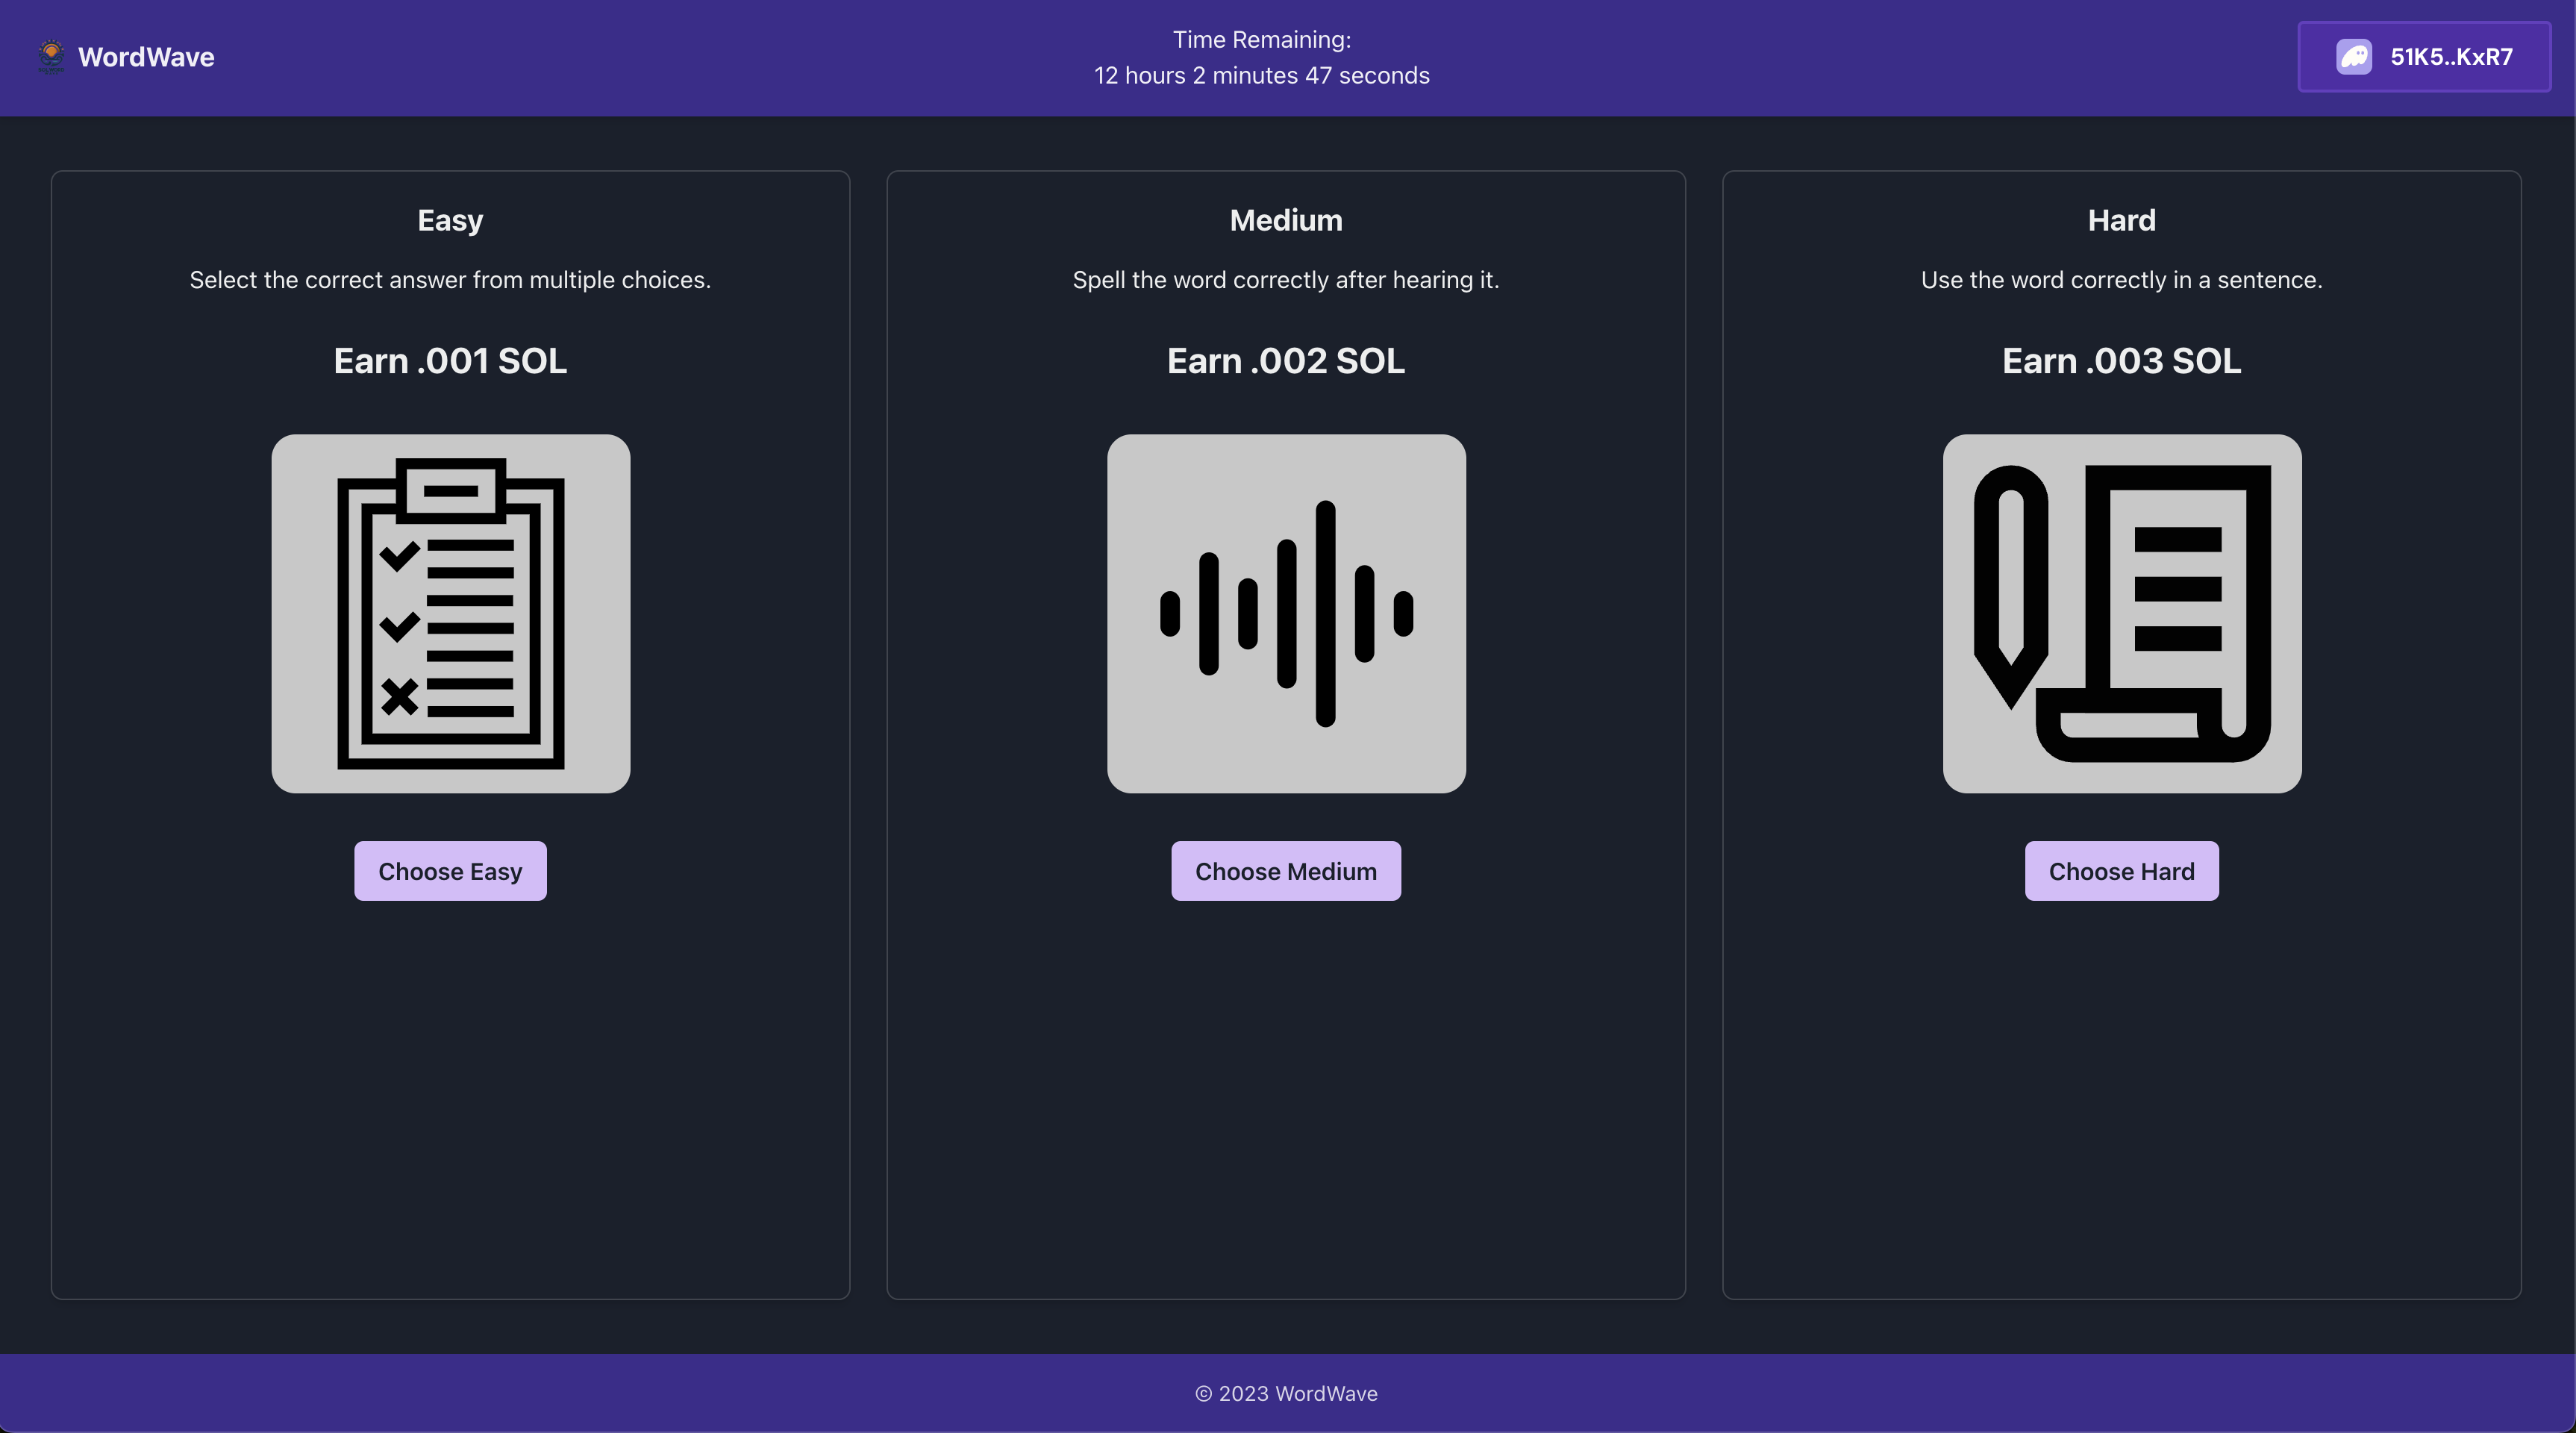 WordWave
Time Remaining:
12 hours 2 minutes 47 seconds
51K5..KxR7
Easy
Select the correct answer from multiple choices.
Earn .001 SOL
Choose Easy
Medium
Spell the word correctly after hearing it.
Earn .002 SOL
Choose Medium
Hard
Use the word correctly in a sentence.
Earn .003 SOL
Choose Hard
© 2023 WordWave